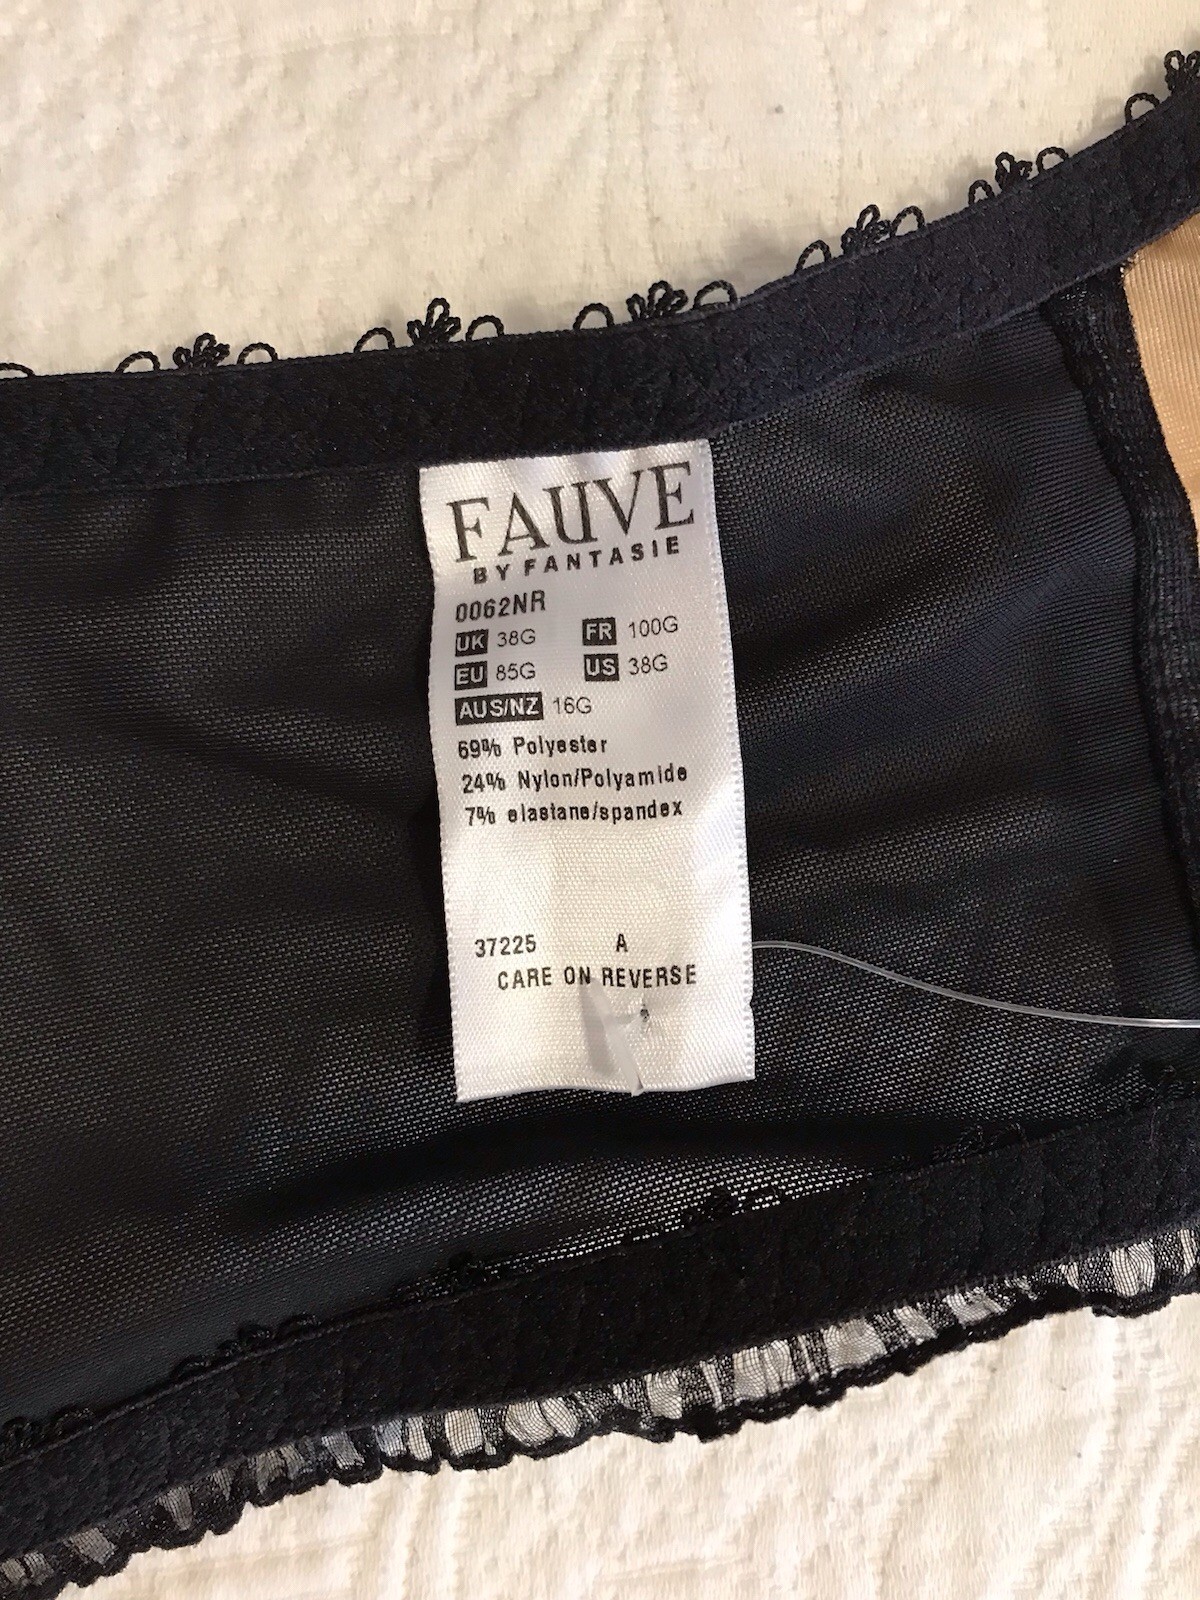 FAUVE
BY FANTASIE
0062NR
UK 38G FR 100G
EU 85G US 38G
AUS/NZ 16G
69% Polyester
24% Nylon/Polyamide
7% elastane/spandex
37225 A
CARE ON REVERSE